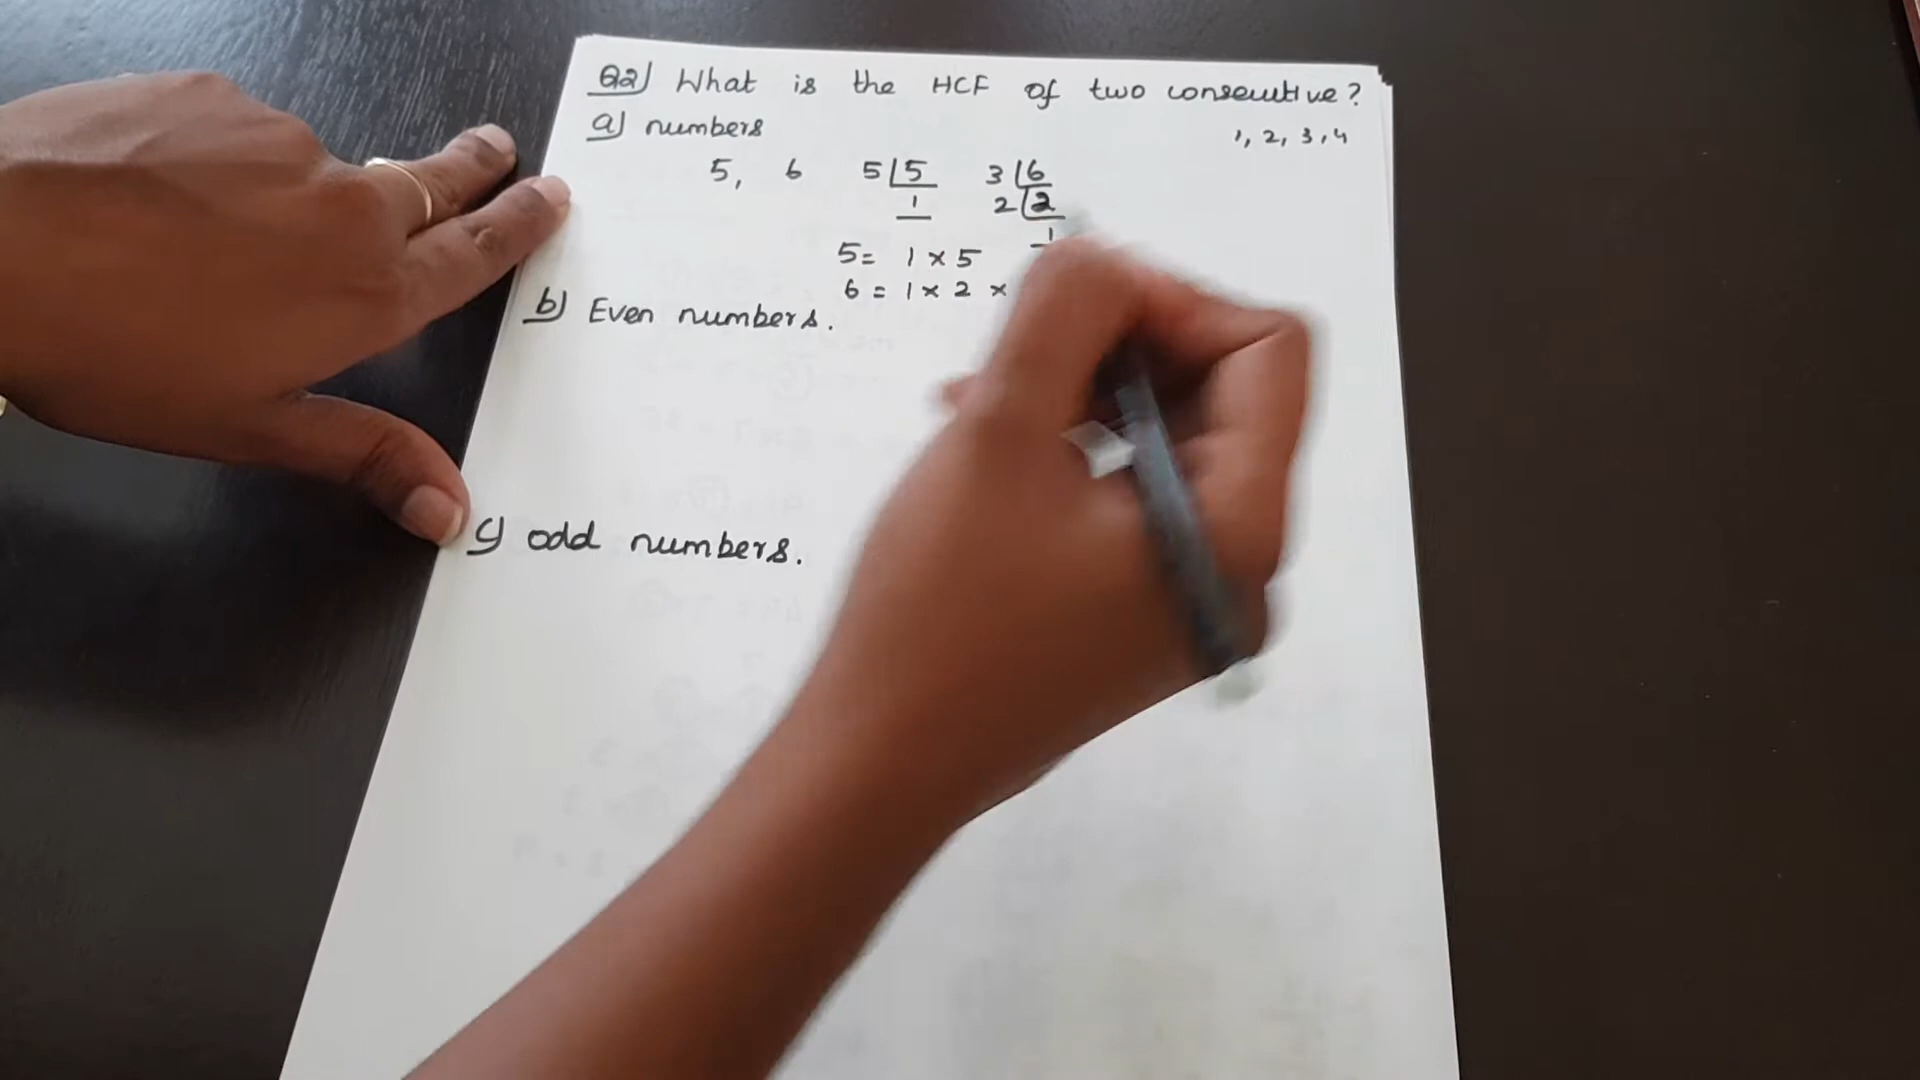 Q2) What is the HCF of two consecutive?
a) numbers 1, 2, 3, 4
5, 6 5 5 3 6
1 2 2
1
5 = 1 × 5
6 = 1 × 2 ×
b) Even numbers.
c) odd numbers.